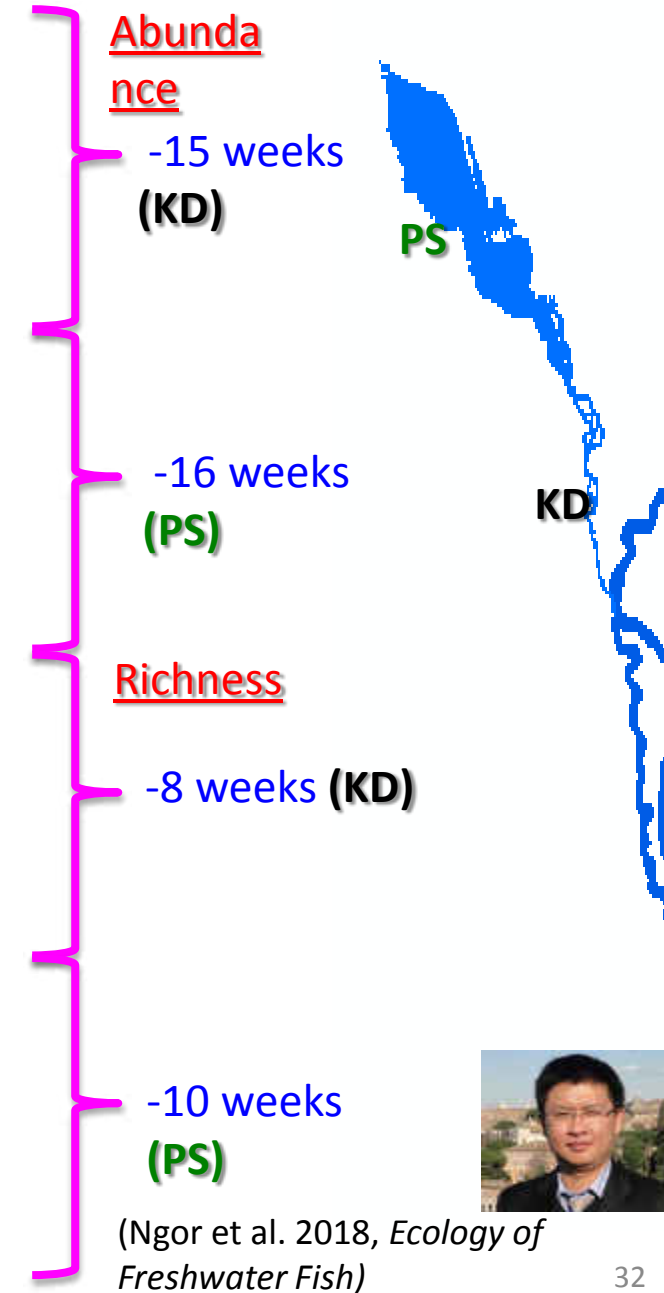 Abunda
nce
-15 weeks
(KD)
PS
-16 weeks
(PS)
KD
Richness
-8 weeks (KD)
-10 weeks
(PS)
(Ngor et al. 2018, Ecology of
Freshwater Fish)
32